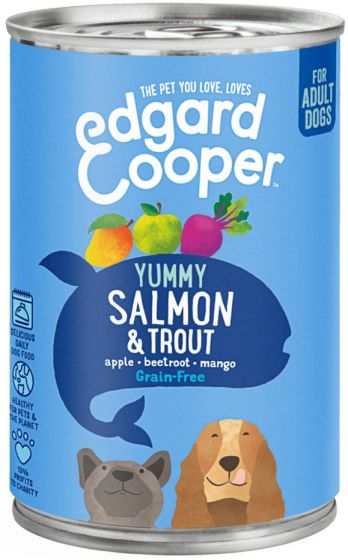 THE PET YOU LOVE, LOVES
Edgard
Cooper™
FOR
ADULT
DOGS
YUMMY
SALMON
& TROUT
apple • beetroot • mango
Grain-Free
DELICIOUS
DAILY
DOG FOOD
HEALTHY
FOR PETS &
THE PLANET
10%
PROFITS
TO CHARITY